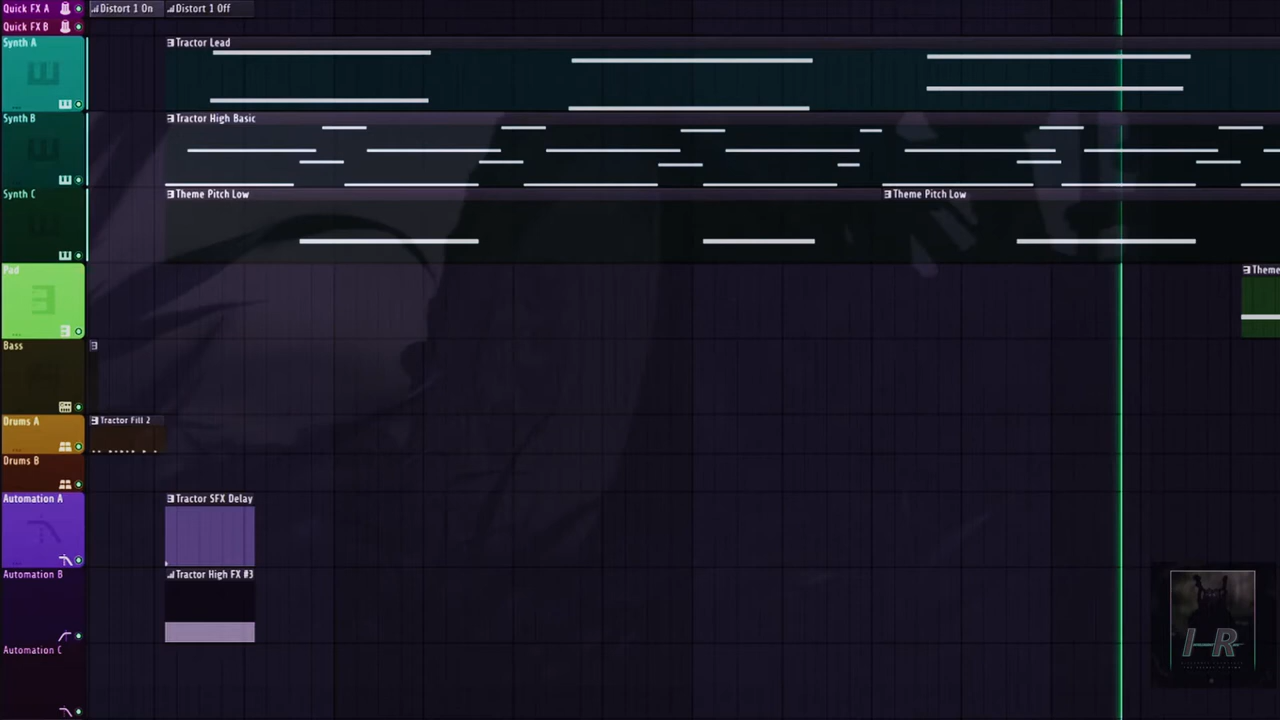 Quick FX A
Distort 1 On
Distort 1 Off
Quick FX B
Synth A
Tractor Lead
Synth B
Tractor High Basic
Synth C
Theme Pitch Low
Theme Pitch Low
Pad
Theme
Bass
Drums A
Tractor Fill 2
Drums B
Automation A
Tractor SFX Delay
Automation B
Tractor High FX #3
I-R
Automation C